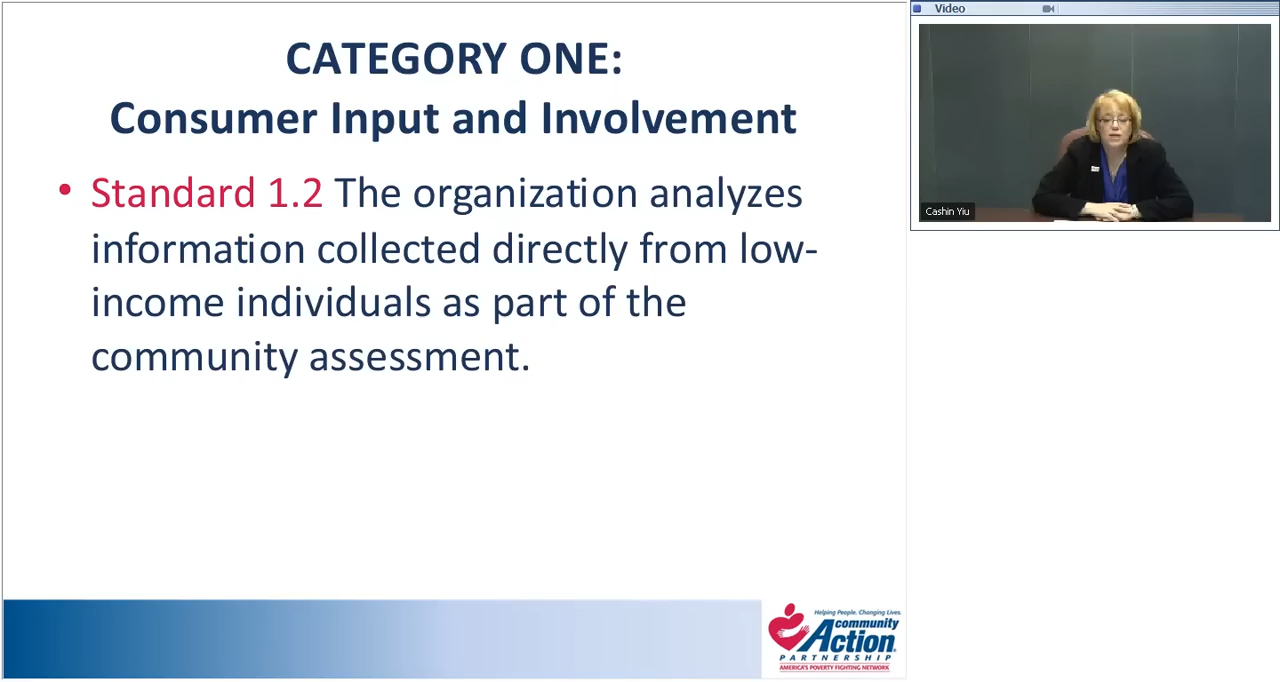 CATEGORY ONE:
Consumer Input and Involvement
• Standard 1.2 The organization analyzes
information collected directly from low-
income individuals as part of the
community assessment.
Helping People. Changing Lives.
community
Action®
PARTNERSHIP
AMERICA'S POVERTY FIGHTING NETWORK
Video
Cashin Yiu